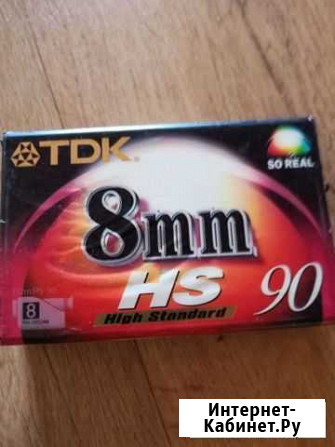 TDK
SO REAL
8mm
HS
High Standard
90
8
Интернет-
Кабинет.Ру